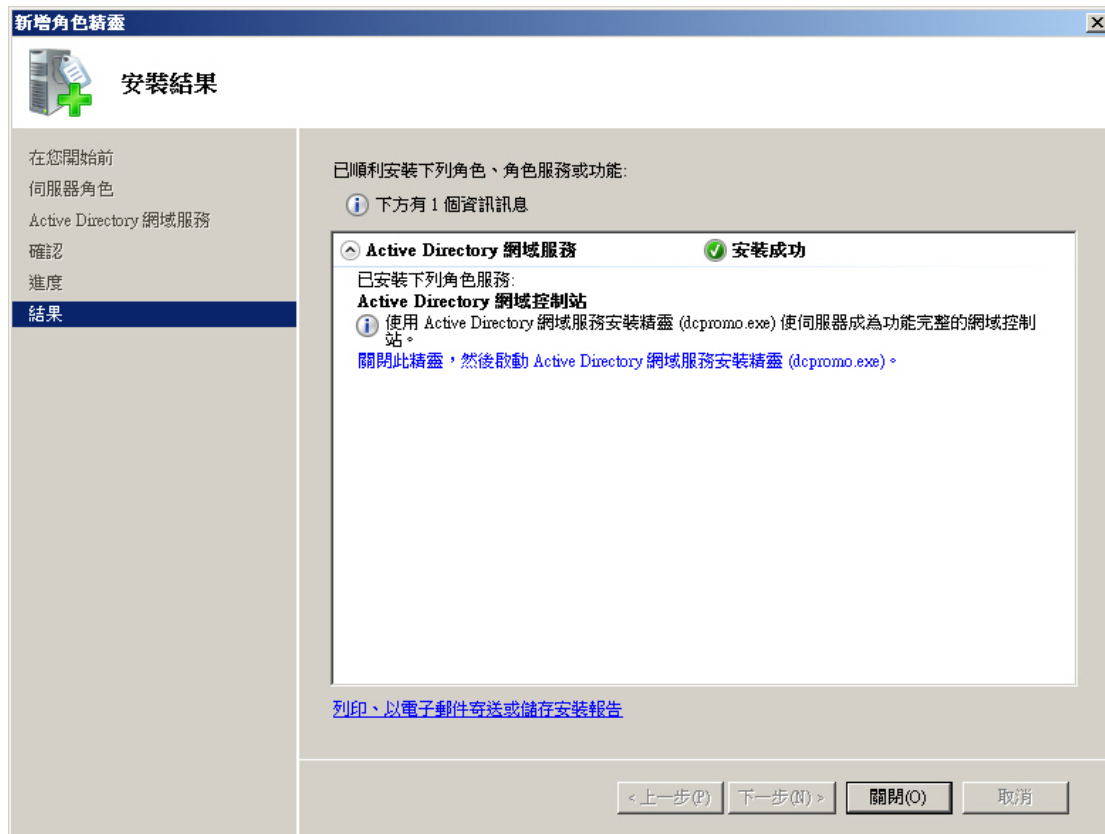 新增角色精靈
安裝結果
在您開始前
伺服器角色
Active Directory 網域服務
確認
進度
結果
已順利安裝下列角色、角色服務或功能:
下方有 1 個資訊訊息
Active Directory 網域服務 安裝成功
已安裝下列角色服務:
Active Directory 網域控制站
使用 Active Directory 網域服務安裝精靈 (dcpromo.exe) 使伺服器成為功能完整的網域控制
站。
關閉此精靈，然後啟動 Active Directory 網域服務安裝精靈 (dcpromo.exe)。
列印、以電子郵件寄送或儲存安裝報告
<上一步(P) 下一步(N)> 關閉(O) 取消